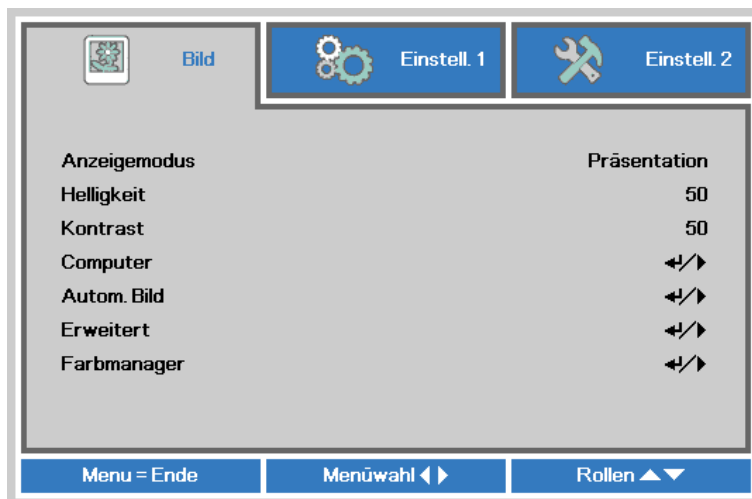 Bild
Einstell. 1
Einstell. 2
Anzeigemodus Präsentation
Helligkeit 50
Kontrast 50
Computer
Autom. Bild
Erweitert
Farbmanager
Menu = Ende
Menüwahl
Rollen